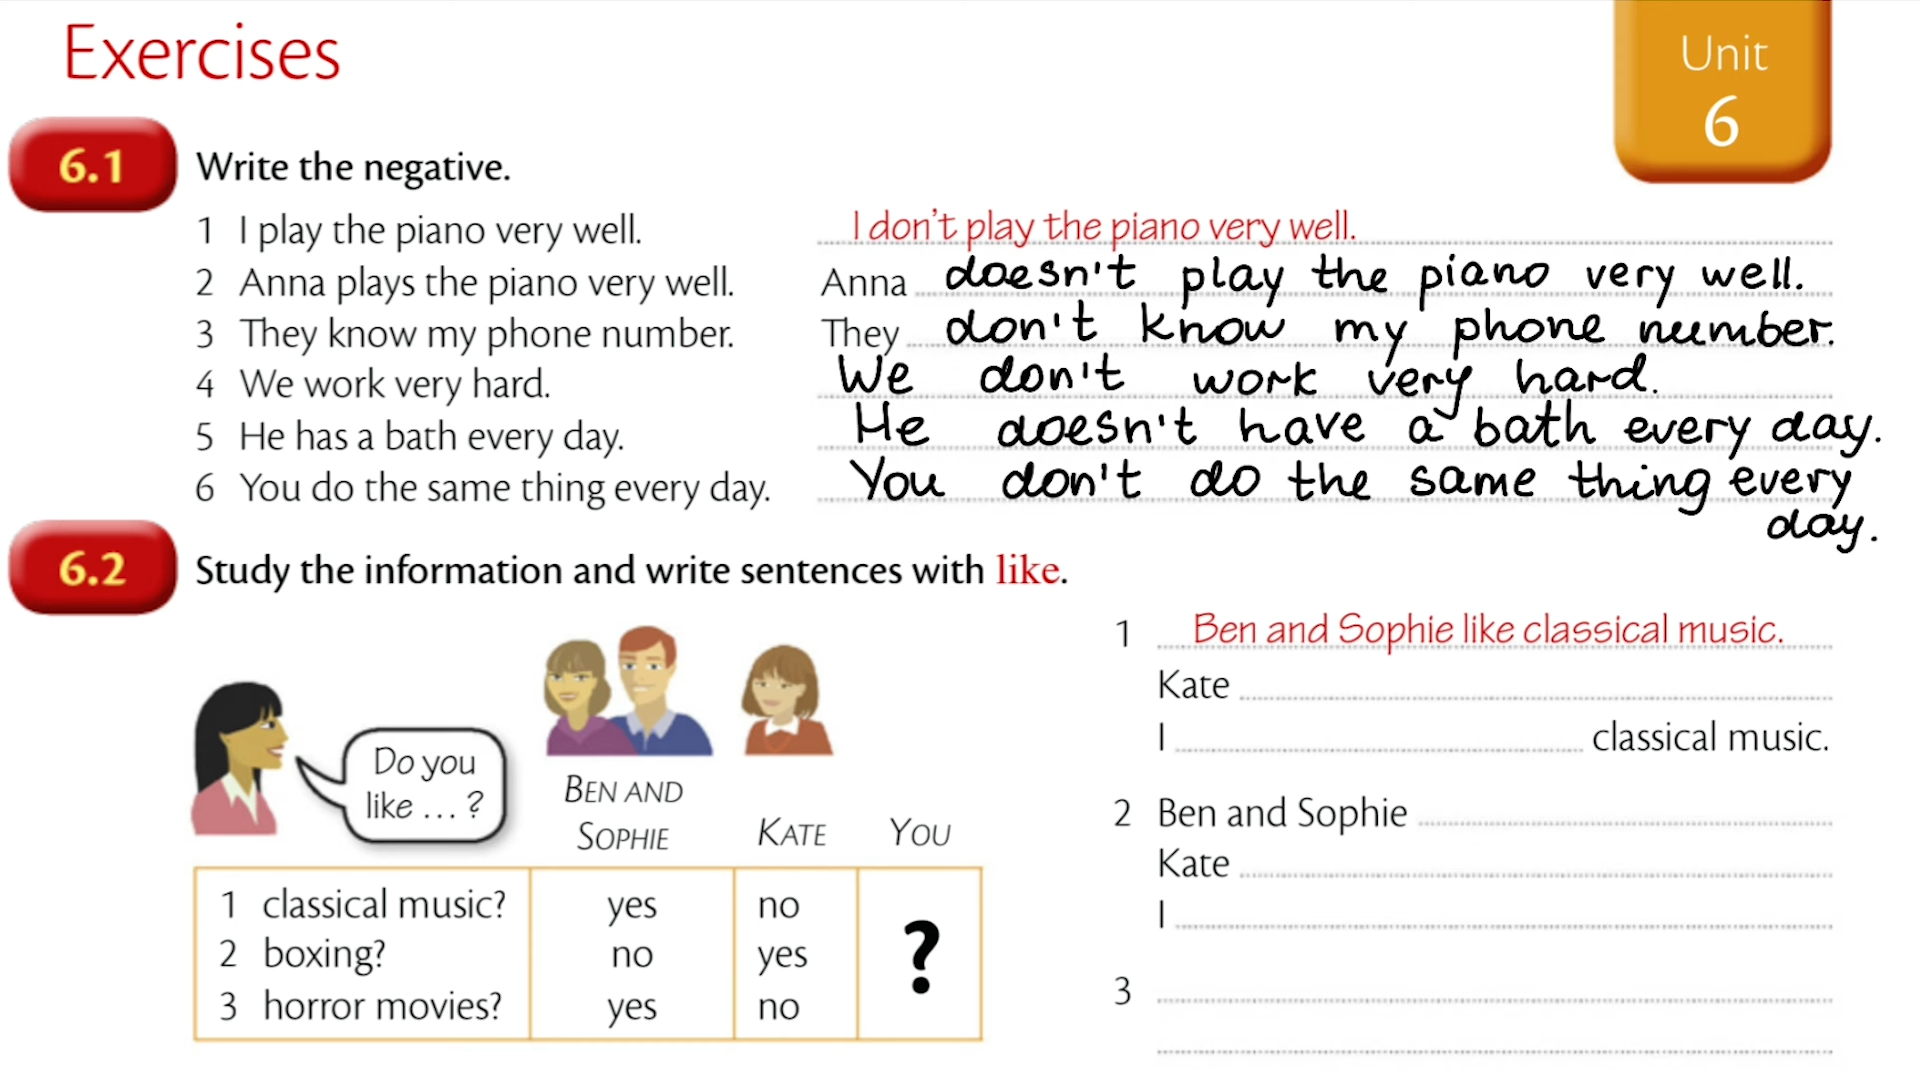 Exercises
Unit
6
6.1 Write the negative.
1 I play the piano very well. I don't play the piano very well.
2 Anna plays the piano very well. Anna doesn't play the piano very well.
3 They know my phone number. They don't know my phone number.
4 We work very hard. We don't work very hard.
5 He has a bath every day. He doesn't have a bath every day.
6 You do the same thing every day. You don't do the same thing every
day.
6.2 Study the information and write sentences with like.
Do you
like ... ?
BEN AND
SOPHIE
KATE
YOU
1 classical music? yes no
2 boxing? no yes
3 horror movies? yes no
?
1 Ben and Sophie like classical music.
Kate
I classical music.
2 Ben and Sophie
Kate
I
3